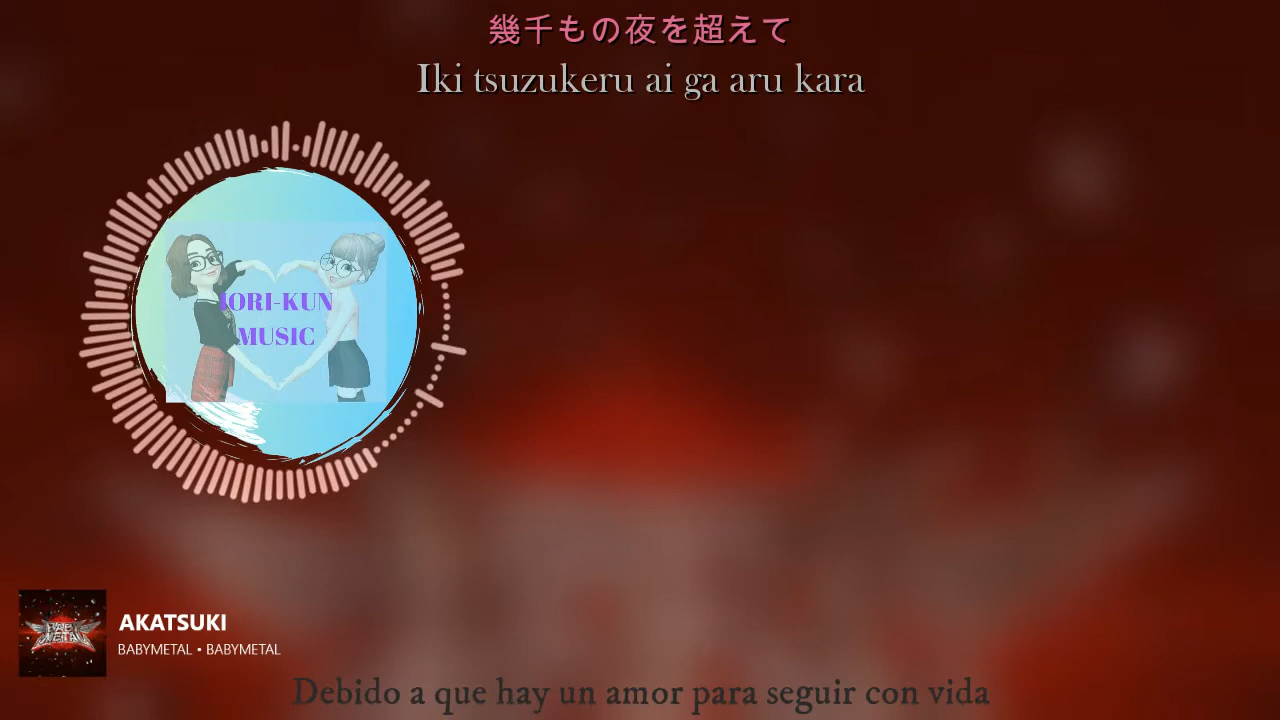 幾千もの夜を超えて
Iki tsuzukeru ai ga aru kara
IORI-KUN
MUSIC
BABYMETAL
AKATSUKI
BABYMETAL • BABYMETAL
Debido a que hay un amor para seguir con vida